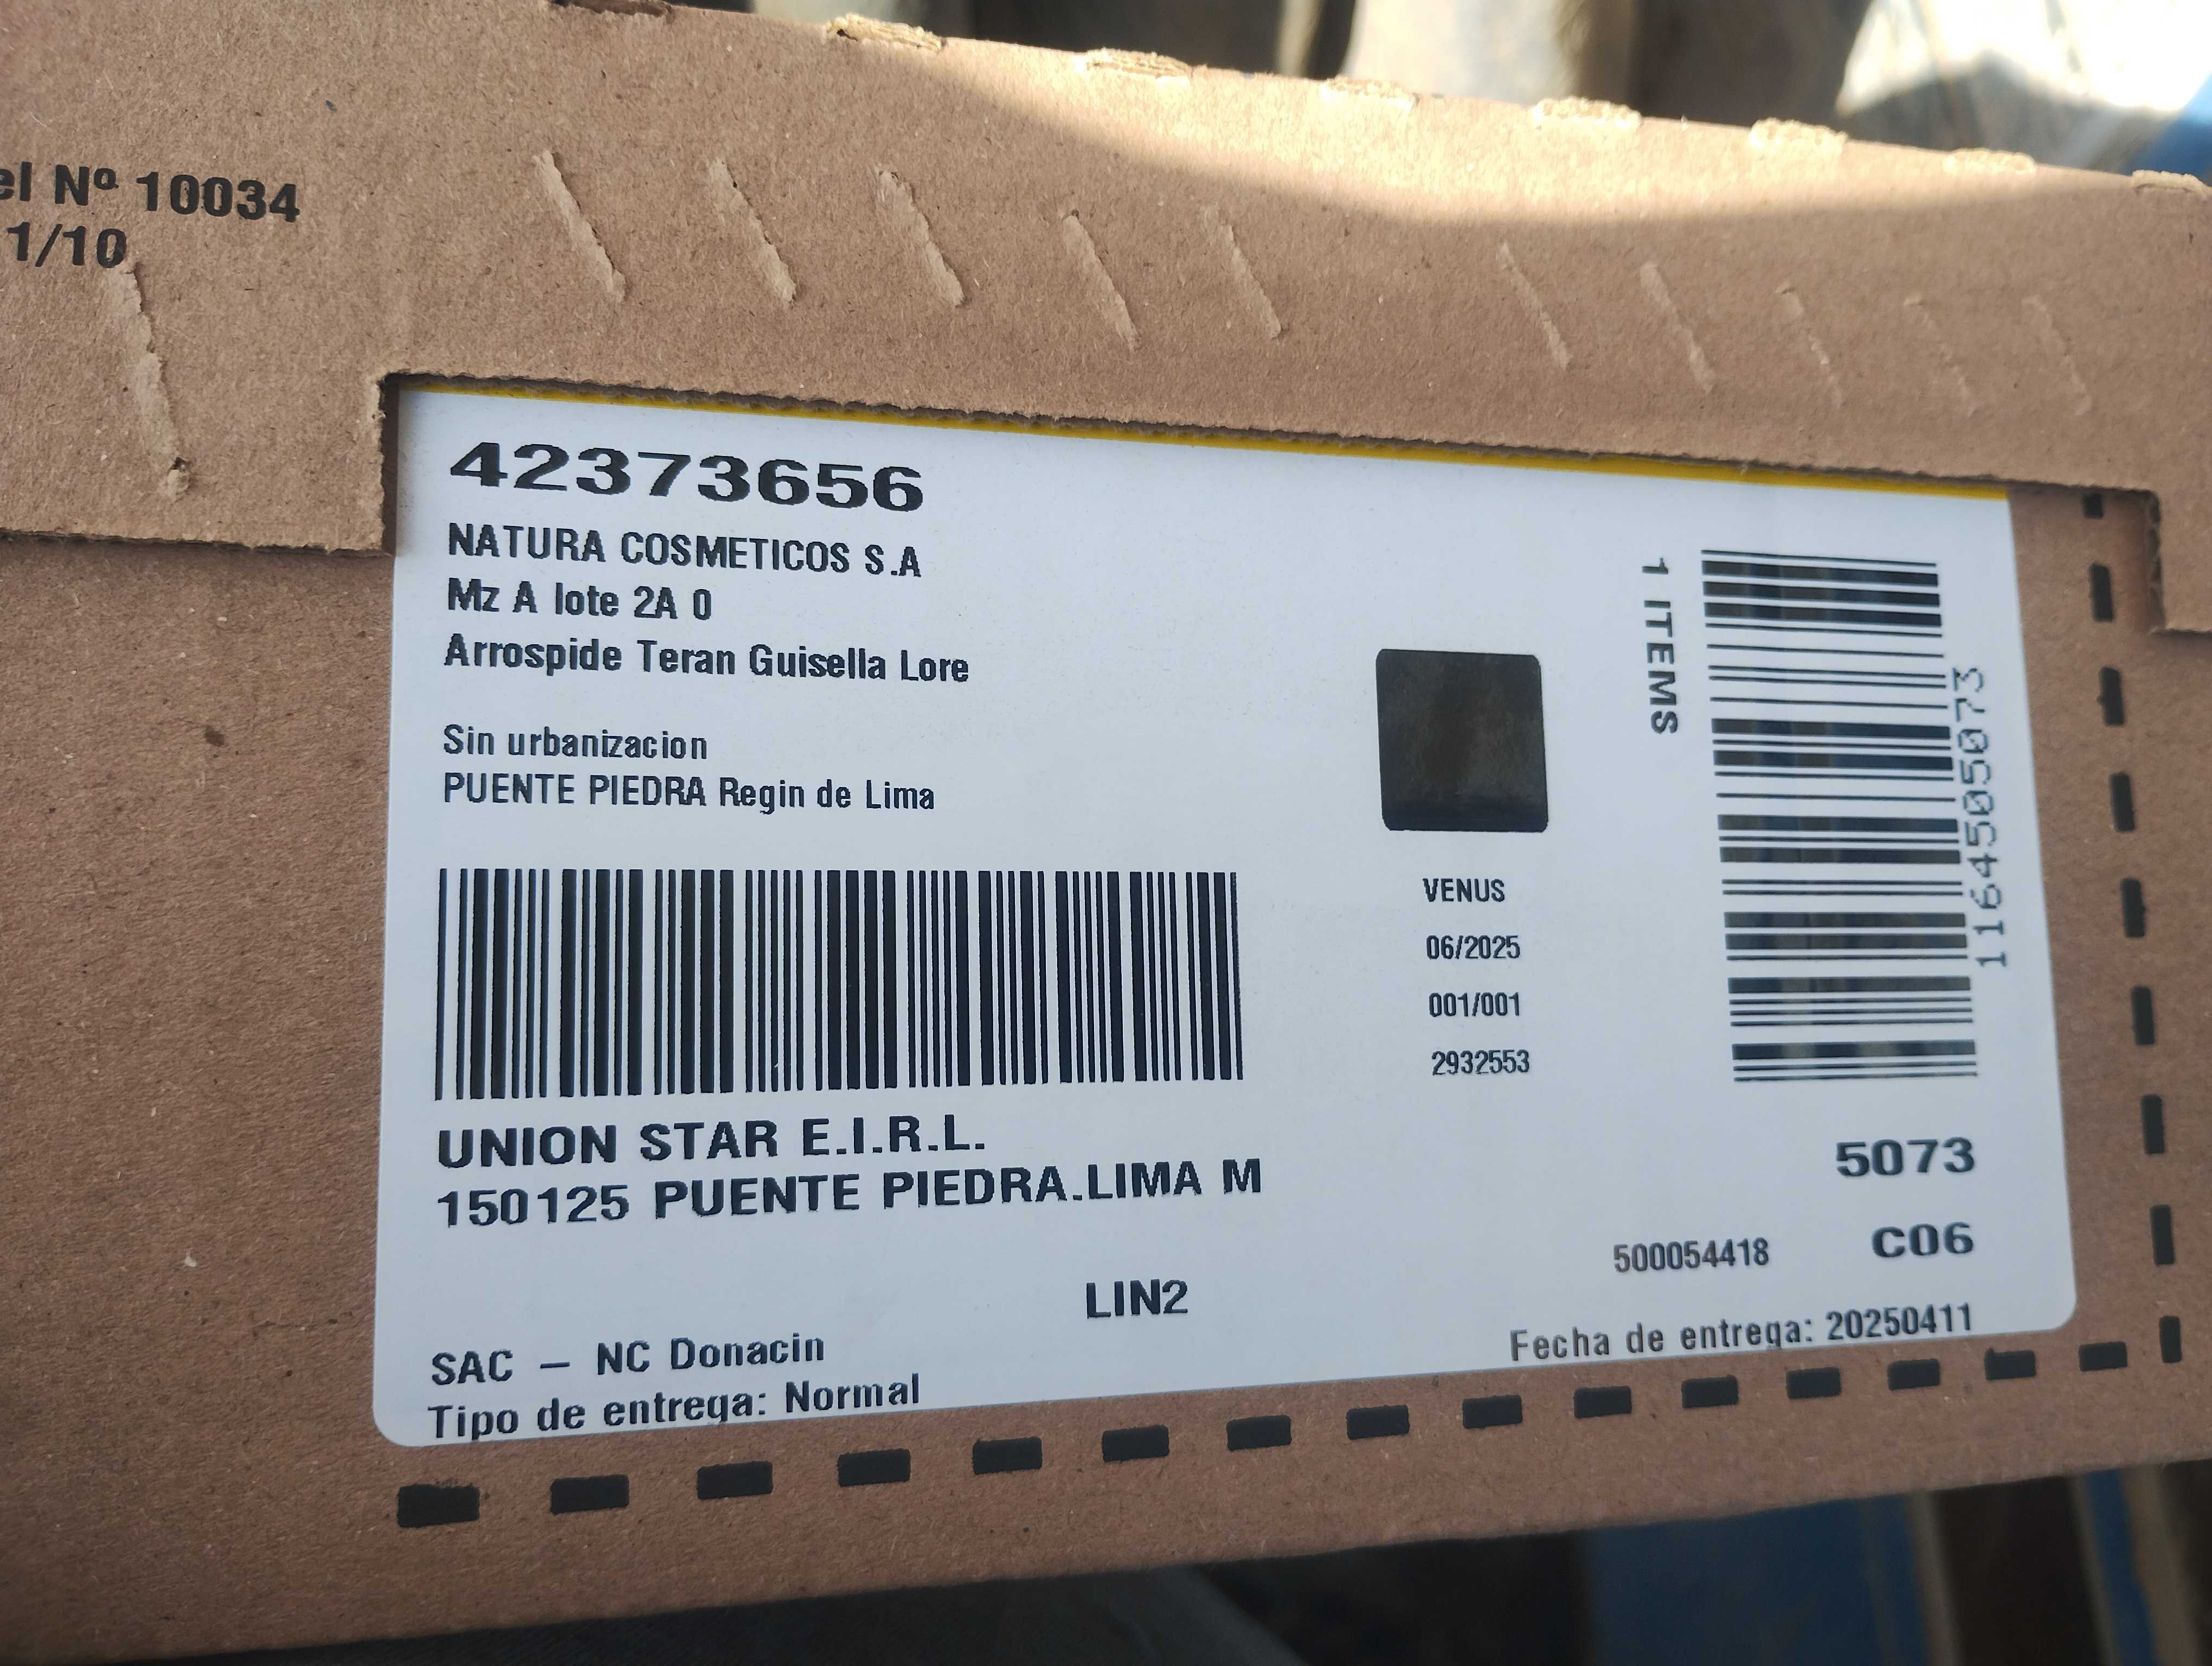 el Nº 10034
1/10
42373656
NATURA COSMETICOS S.A
Mz A lote 2A 0
Arrospide Teran Guisella Lore
Sin urbanizacion
PUENTE PIEDRA Regin de Lima
1 ITEMS
11645050573
VENUS
06/2025
001/001
2932553
UNION STAR E.I.R.L.
150125 PUENTE PIEDRA.LIMA M
5073
500054418 C06
LIN2
SAC – NC Donacin
Fecha de entrega: 20250411
Tipo de entrega: Normal